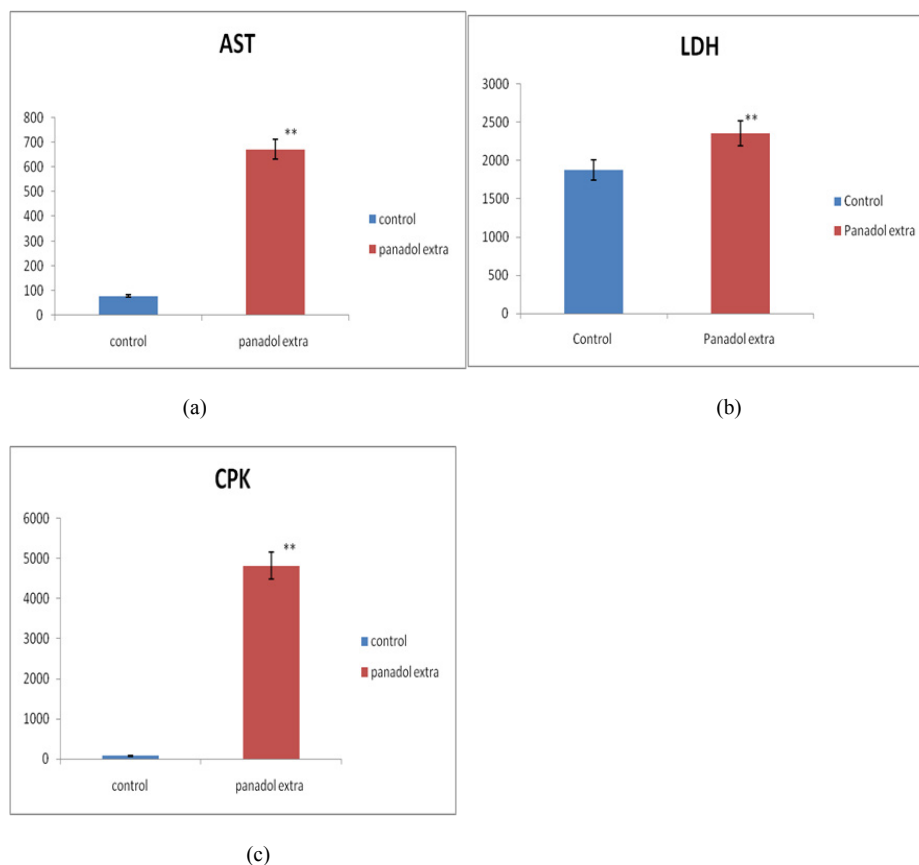 AST
800
700
600
500
400
300
200
100
0
**
control
panadol extra
control
panadol extra
(a)
LDH
3000
2500
2000
1500
1000
500
0
**
Control
Panadol extra
Control
Panadol extra
(b)
CPK
6000
5000
4000
3000
2000
1000
0
**
control
panadol extra
control
panadol extra
(c)